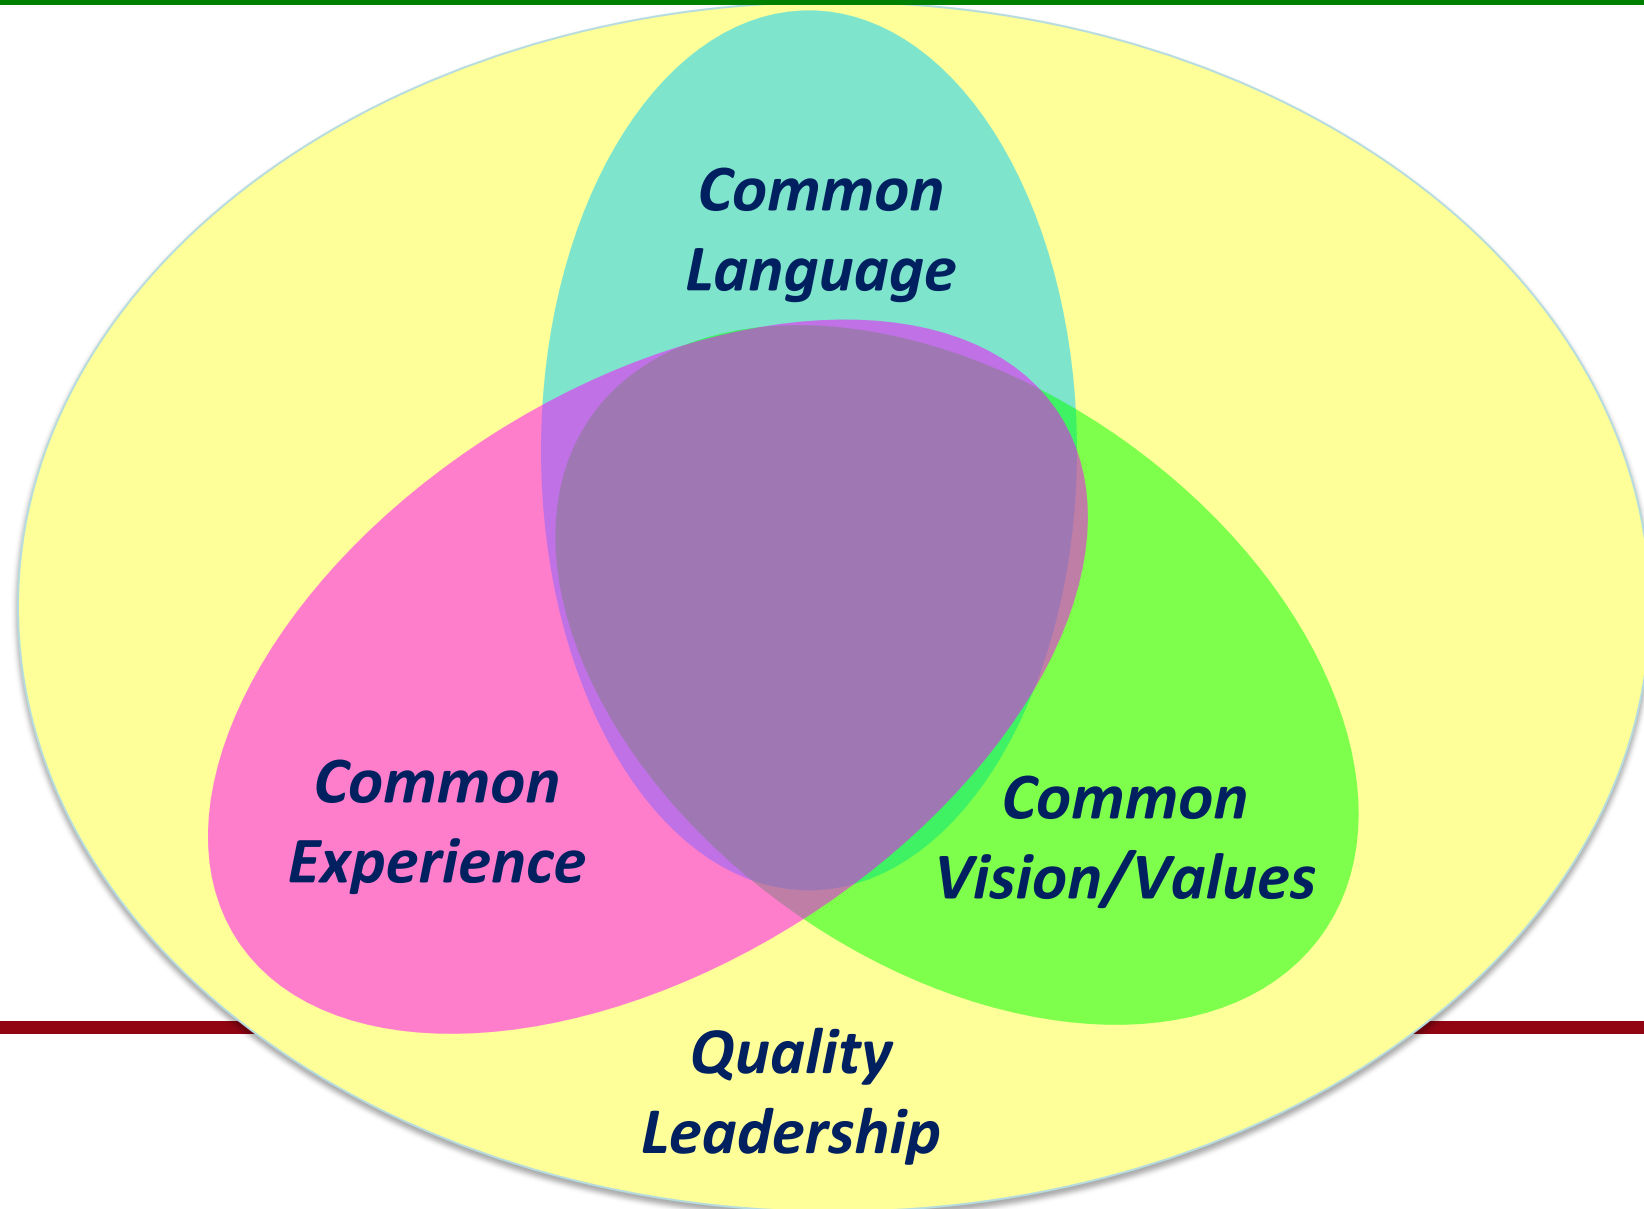 Common
Language
Common
Experience
Common
Vision/Values
Quality
Leadership